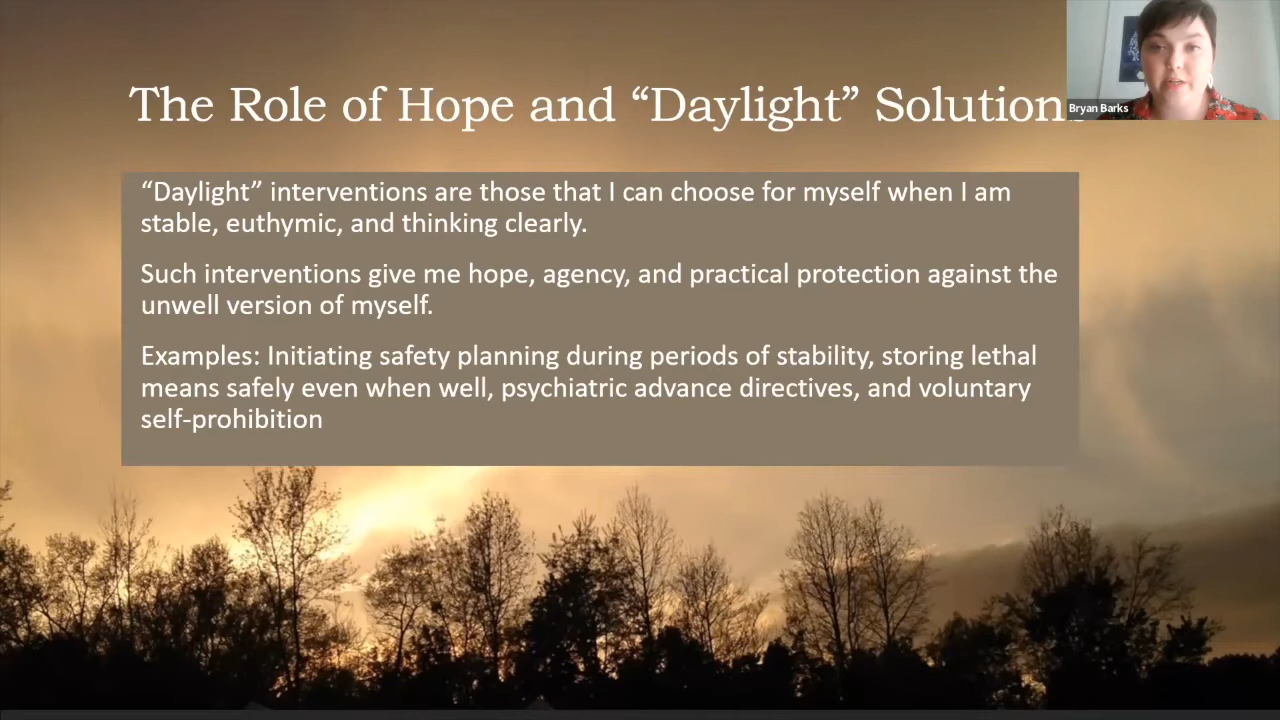 The Role of Hope and “Daylight” Solution
Bryan Barks
“Daylight” interventions are those that I can choose for myself when I am
stable, euthymic, and thinking clearly.
Such interventions give me hope, agency, and practical protection against the
unwell version of myself.
Examples: Initiating safety planning during periods of stability, storing lethal
means safely even when well, psychiatric advance directives, and voluntary
self-prohibition